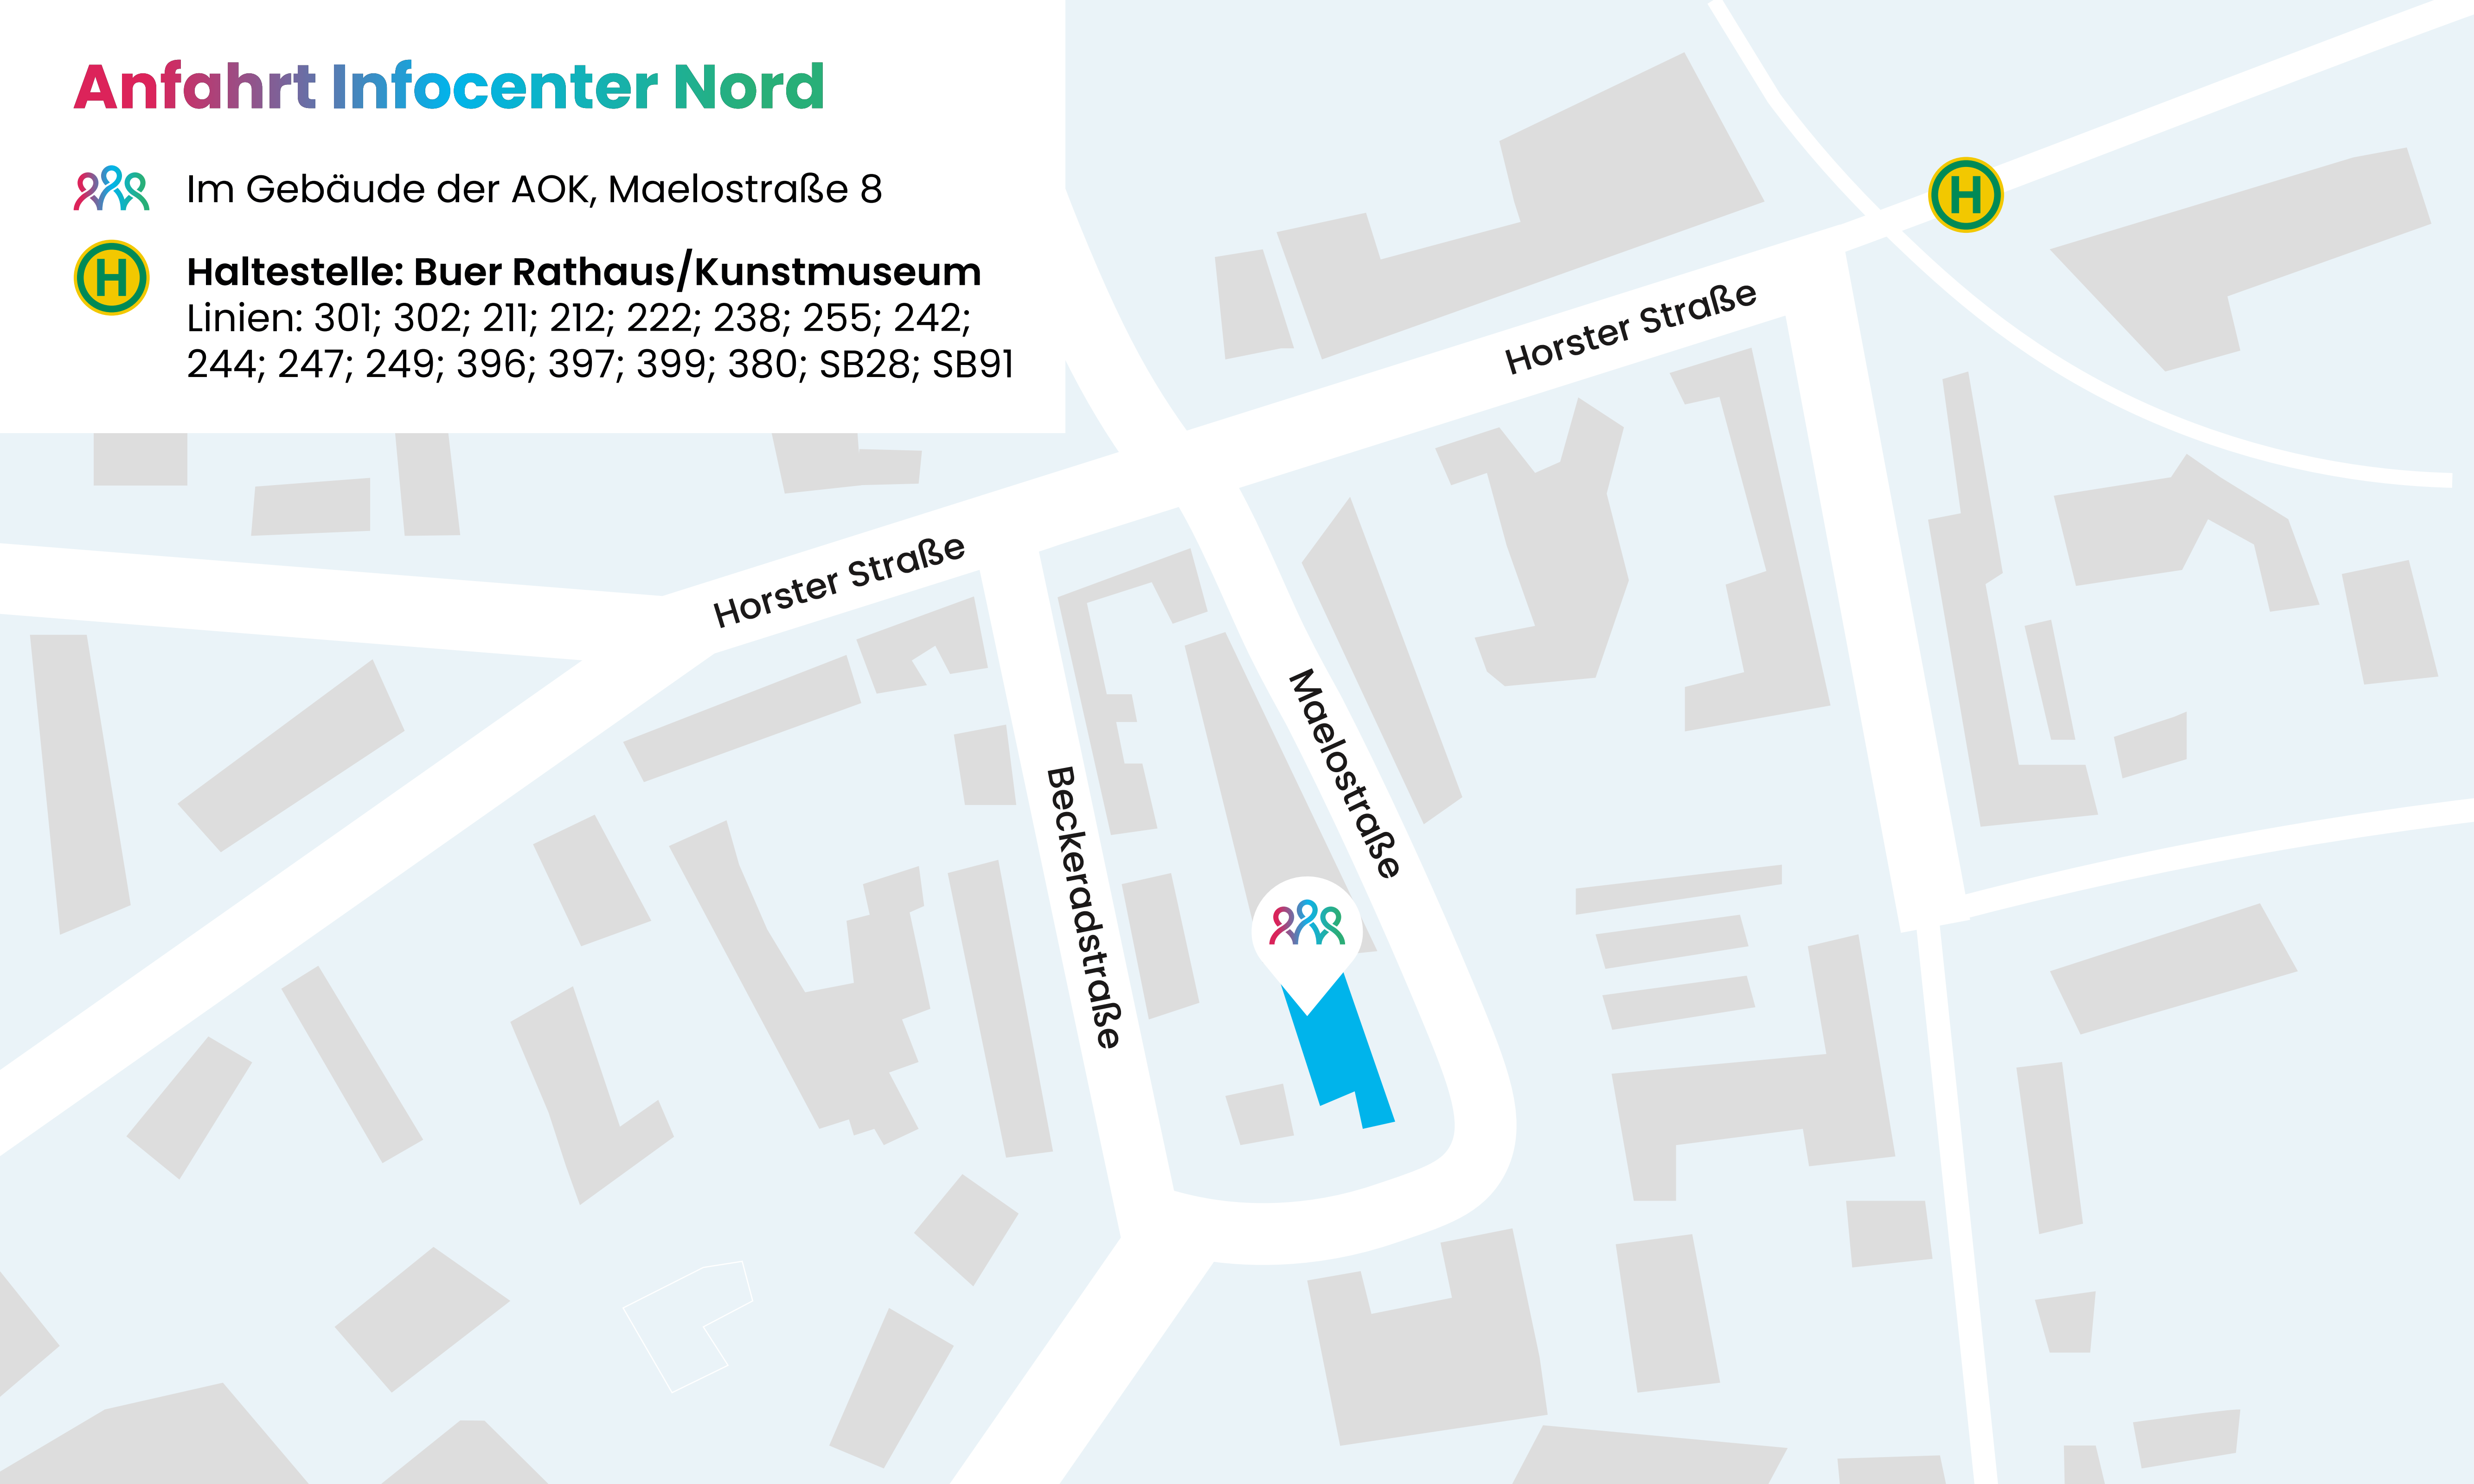 Anfahrt Infocenter Nord
Im Gebäude der AOK, Maelostraße 8
H
Haltestelle: Buer Rathaus/Kunstmuseum
Linien: 301; 302; 211; 212; 222; 238; 255; 242;
244; 247; 249; 396; 397; 399; 380; SB28; SB91
H
Horster Straße
Horster Straße
Maelostraße
Beckeradstraße